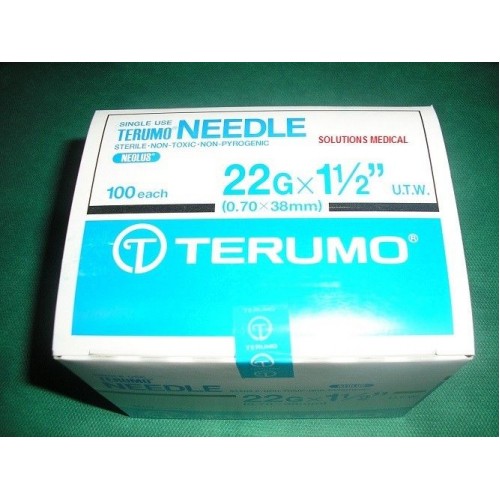 SINGLE USE
TERUMO® NEEDLE
STERILE-NON-TOXIC-NON-PYROGENIC
SOLUTIONS MEDICAL
NEOLUS®
100 each
22G×1½” U.T.W.
(0.70×38mm)
TERUMO®
TERUMO
TERUMO® NEEDLE
22G×1½”